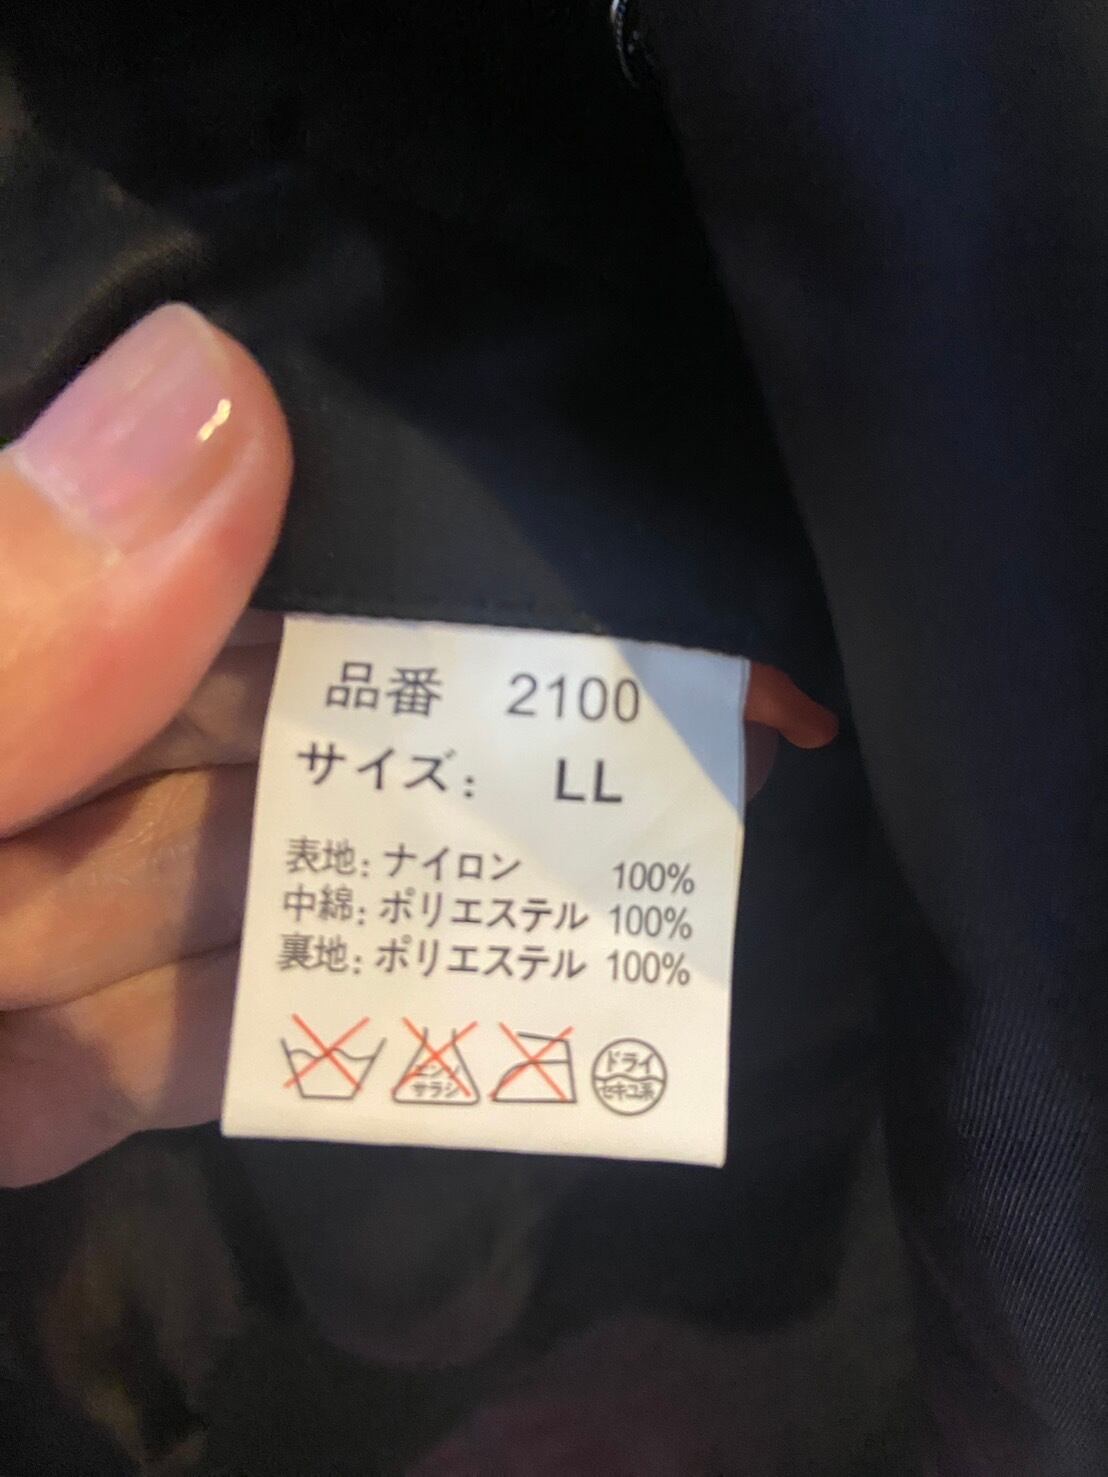 品番 2100
サイズ: LL
表地: ナイロン 100%
中綿: ポリエステル 100%
裏地: ポリエステル 100%
エンソ
サラシ
ドライ
セキユ系